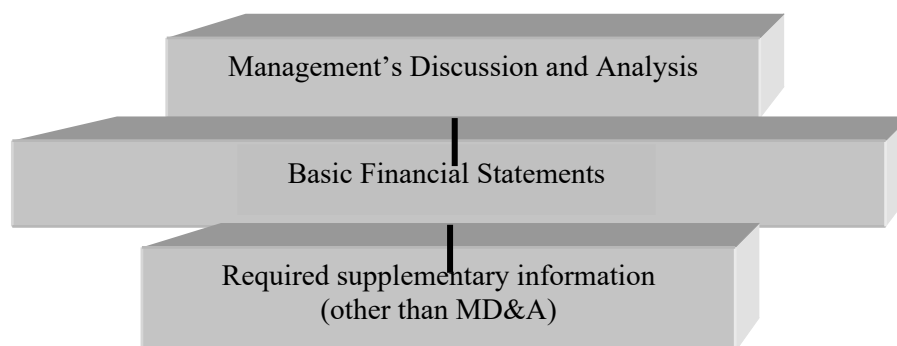 Management’s Discussion and Analysis
Basic Financial Statements
Required supplementary information
(other than MD&A)